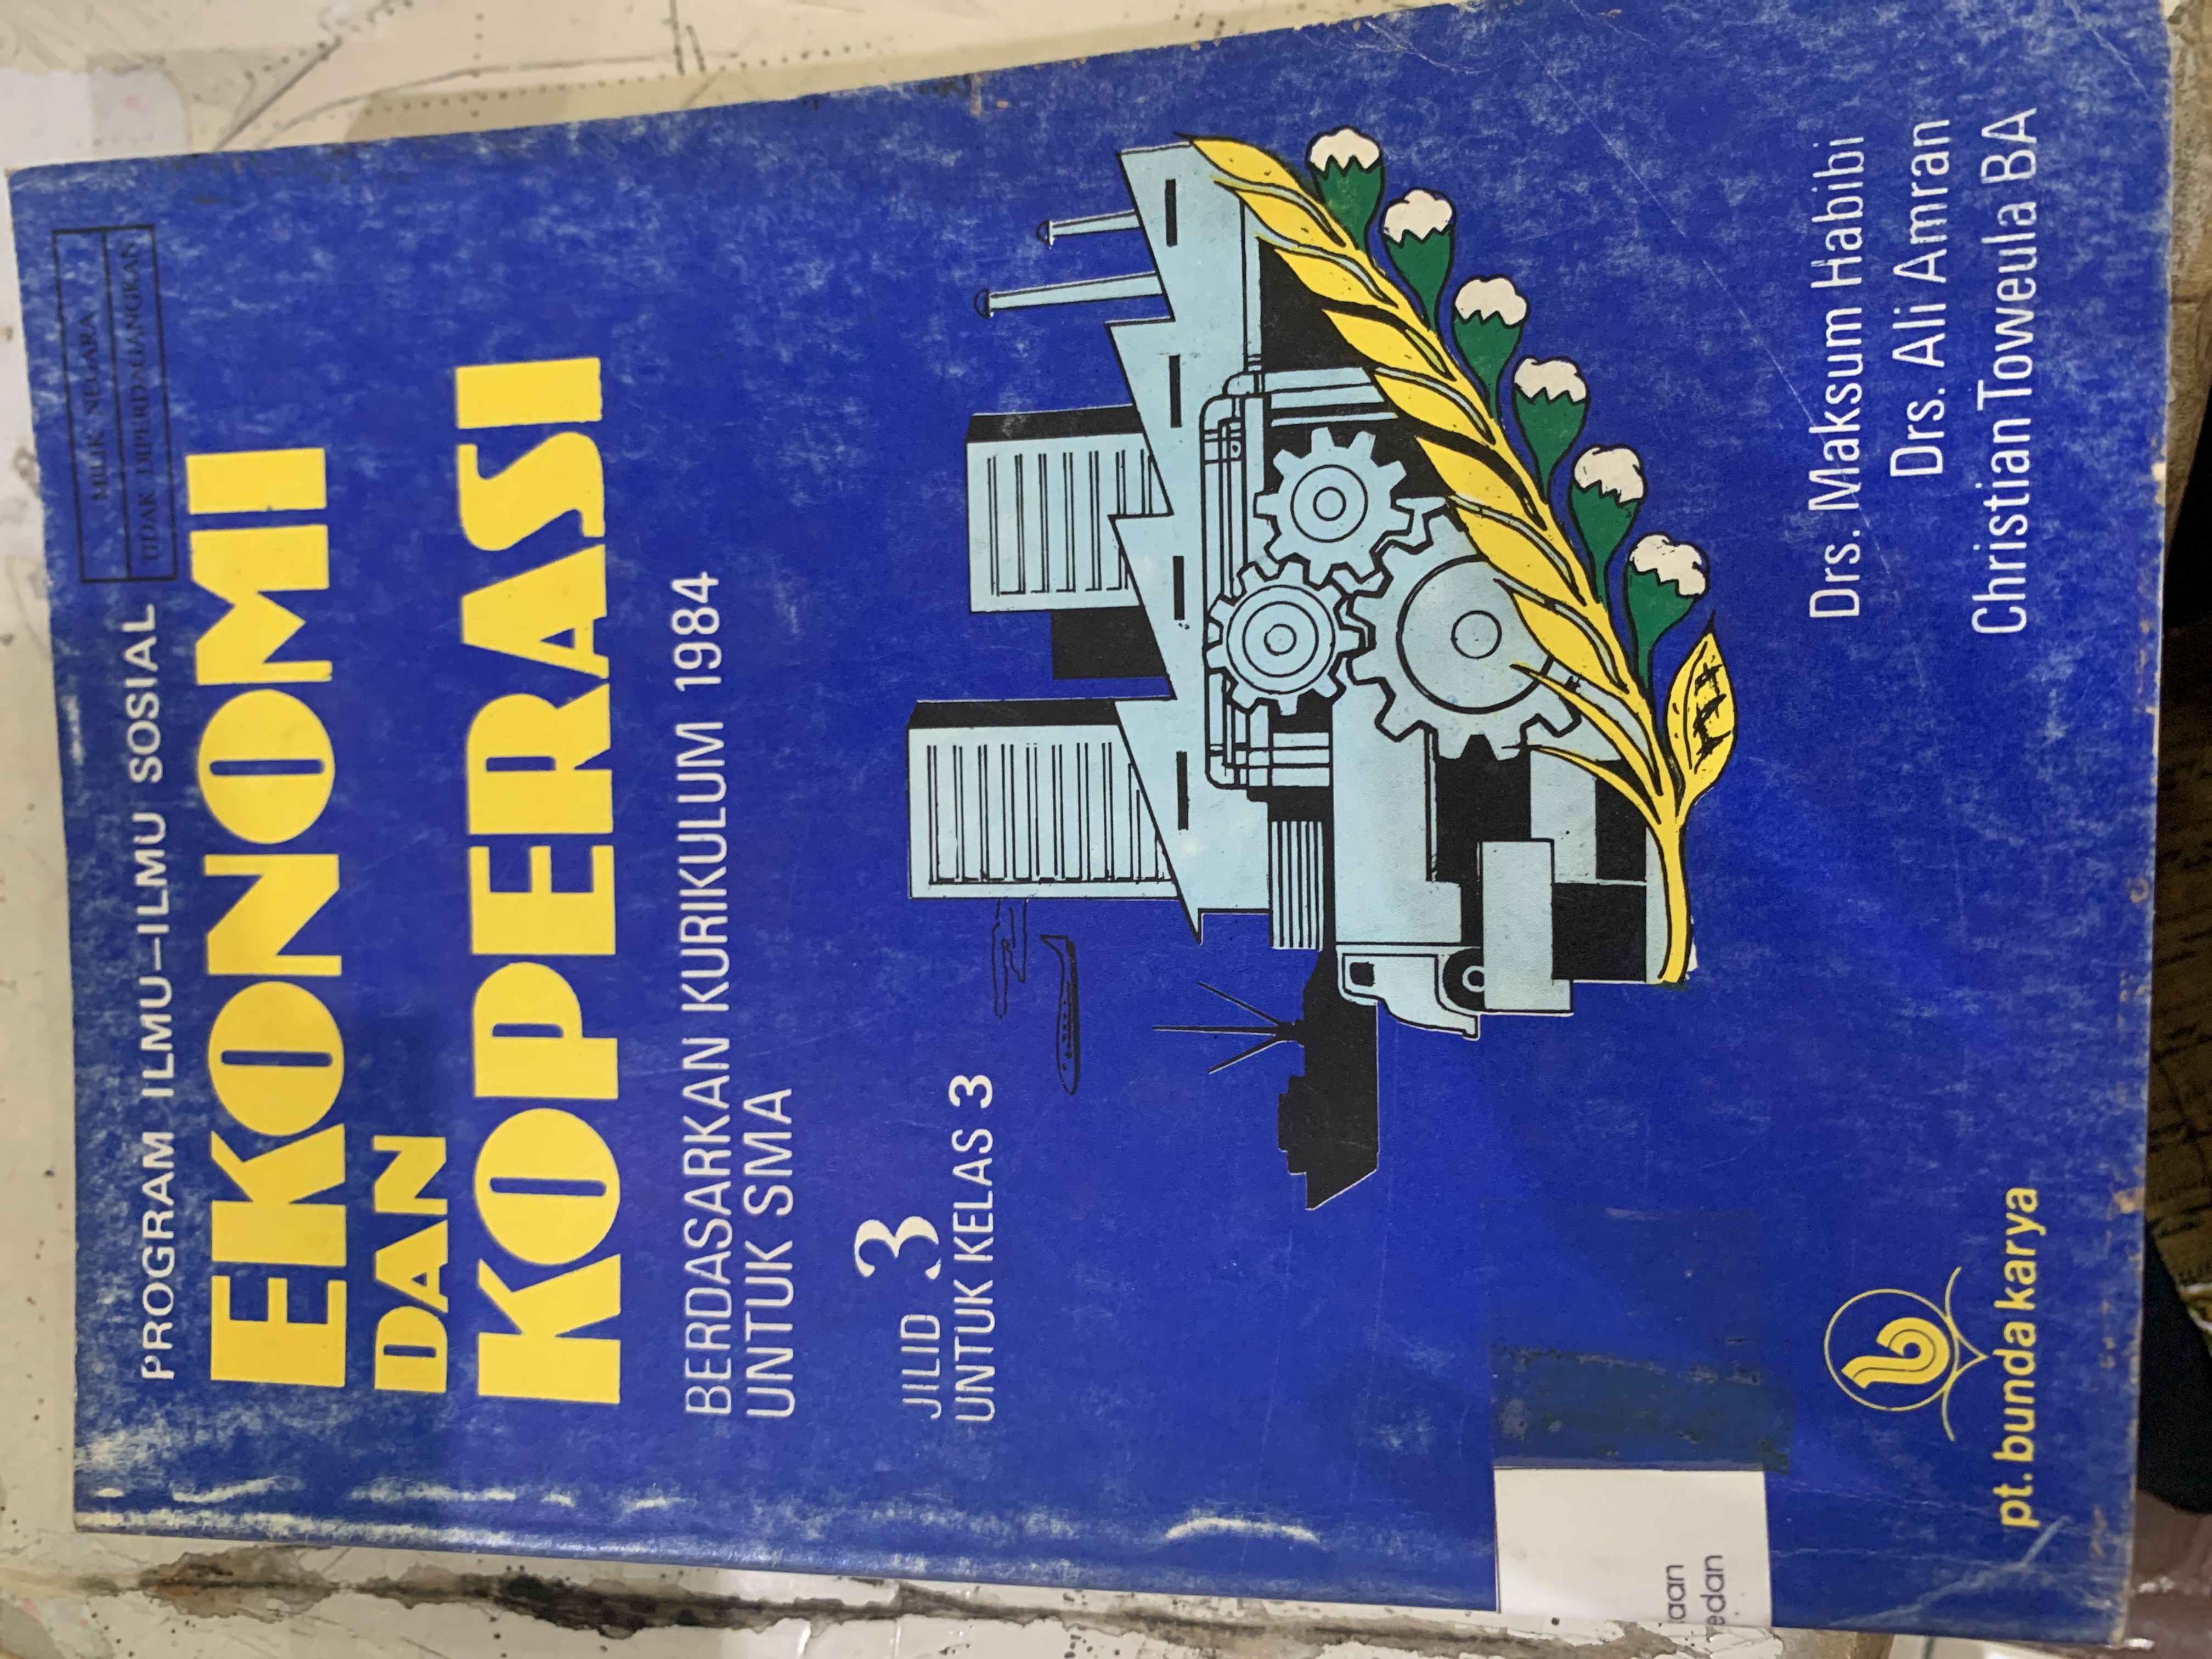 MILIK NEGARA
TIDAK DIPERDAGANGKAN
PROGRAM ILMU-ILMU SOSIAL
EKONOMI
DAN
KOPERASI
BERDASARKAN KURIKULUM 1984
UNTUK SMA
JILID 3
UNTUK KELAS 3
Drs. Maksum Habibi
Drs. Ali Amran
Christian Toweula BA
pt. bunda karya